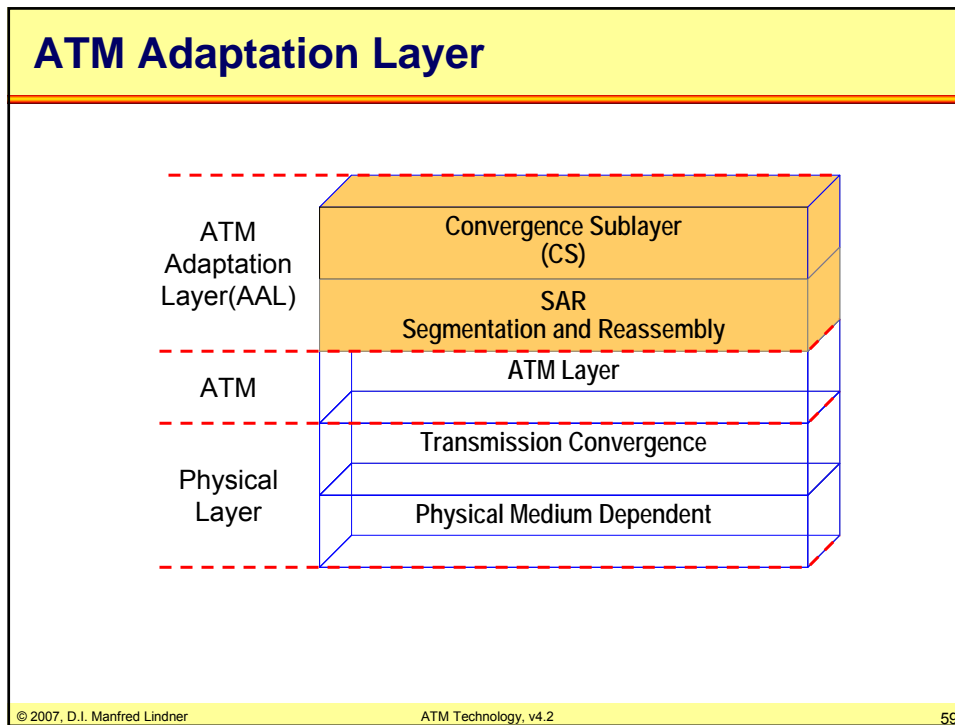 ATM Adaptation Layer
ATM
Adaptation
Layer(AAL)
Convergence Sublayer
(CS)
SAR
Segmentation and Reassembly
ATM
ATM Layer
Physical
Layer
Transmission Convergence
Physical Medium Dependent
© 2007, D.I. Manfred Lindner
ATM Technology, v4.2
59